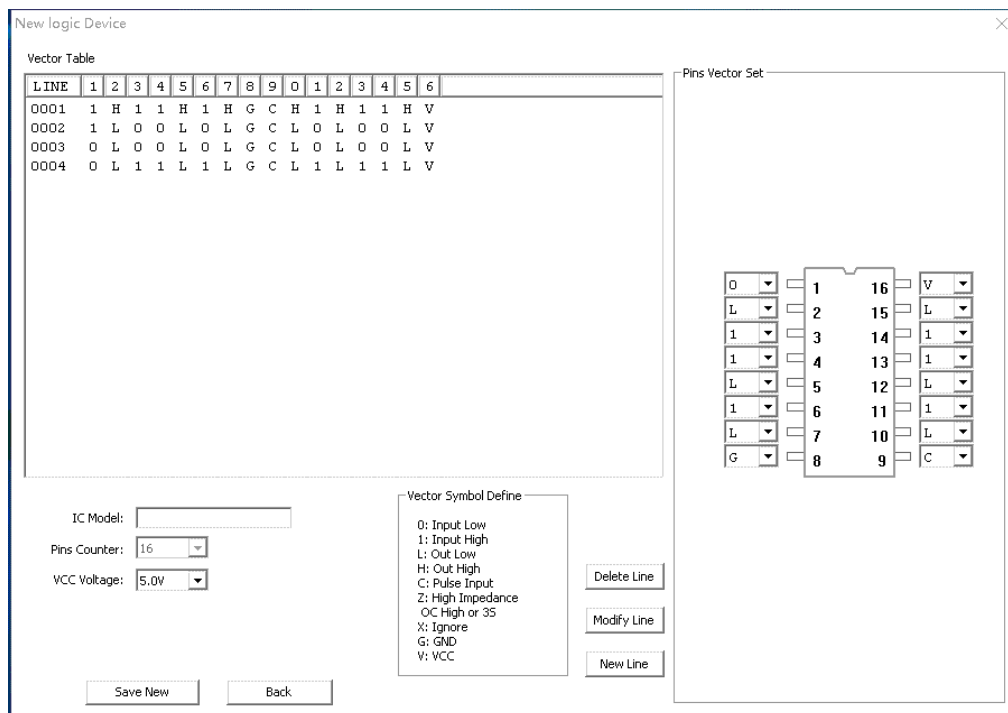 New logic Device
Vector Table
LINE 1 2 3 4 5 6 7 8 9 0 1 2 3 4 5 6
0001 1 H 1 1 H 1 H G C H 1 H 1 1 H V
0002 1 L 0 0 L 0 L G C L 0 L 0 0 L V
0003 0 L 0 0 L 0 L G C L 0 L 0 0 L V
0004 0 L 1 1 L 1 L G C L 1 L 1 1 L V
Pins Vector Set
0 1 16 V
L 2 15 L
1 3 14 1
1 4 13 1
L 5 12 L
1 6 11 1
L 7 10 L
G 8 9 C
IC Model:
Pins Counter: 16
VCC Voltage: 5.0V
Vector Symbol Define
0: Input Low
1: Input High
L: Out Low
H: Out High
C: Pulse Input
Z: High Impedance
OC High or 3S
X: Ignore
G: GND
V: VCC
Delete Line
Modify Line
New Line
Save New
Back